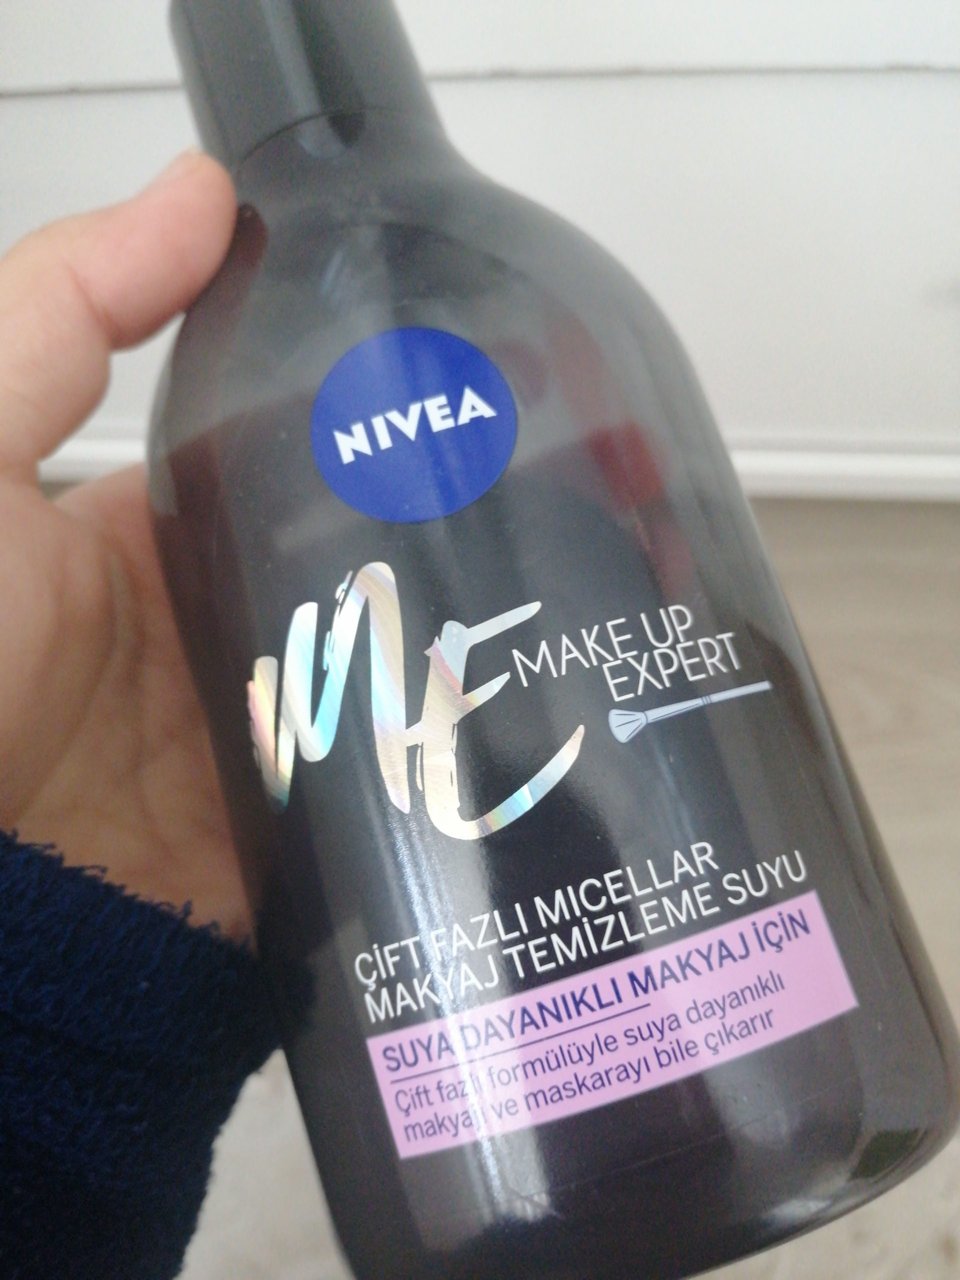 NIVEA
ME
MAKE UP
EXPERT
ÇİFT FAZLI MICELLAR
MAKYAJ TEMİZLEME SUYU
SUYA DAYANIKLI MAKYAJ İÇİN
Çift fazlı formülüyle suya dayanıklı
makyajı ve maskarayı bile çıkarır